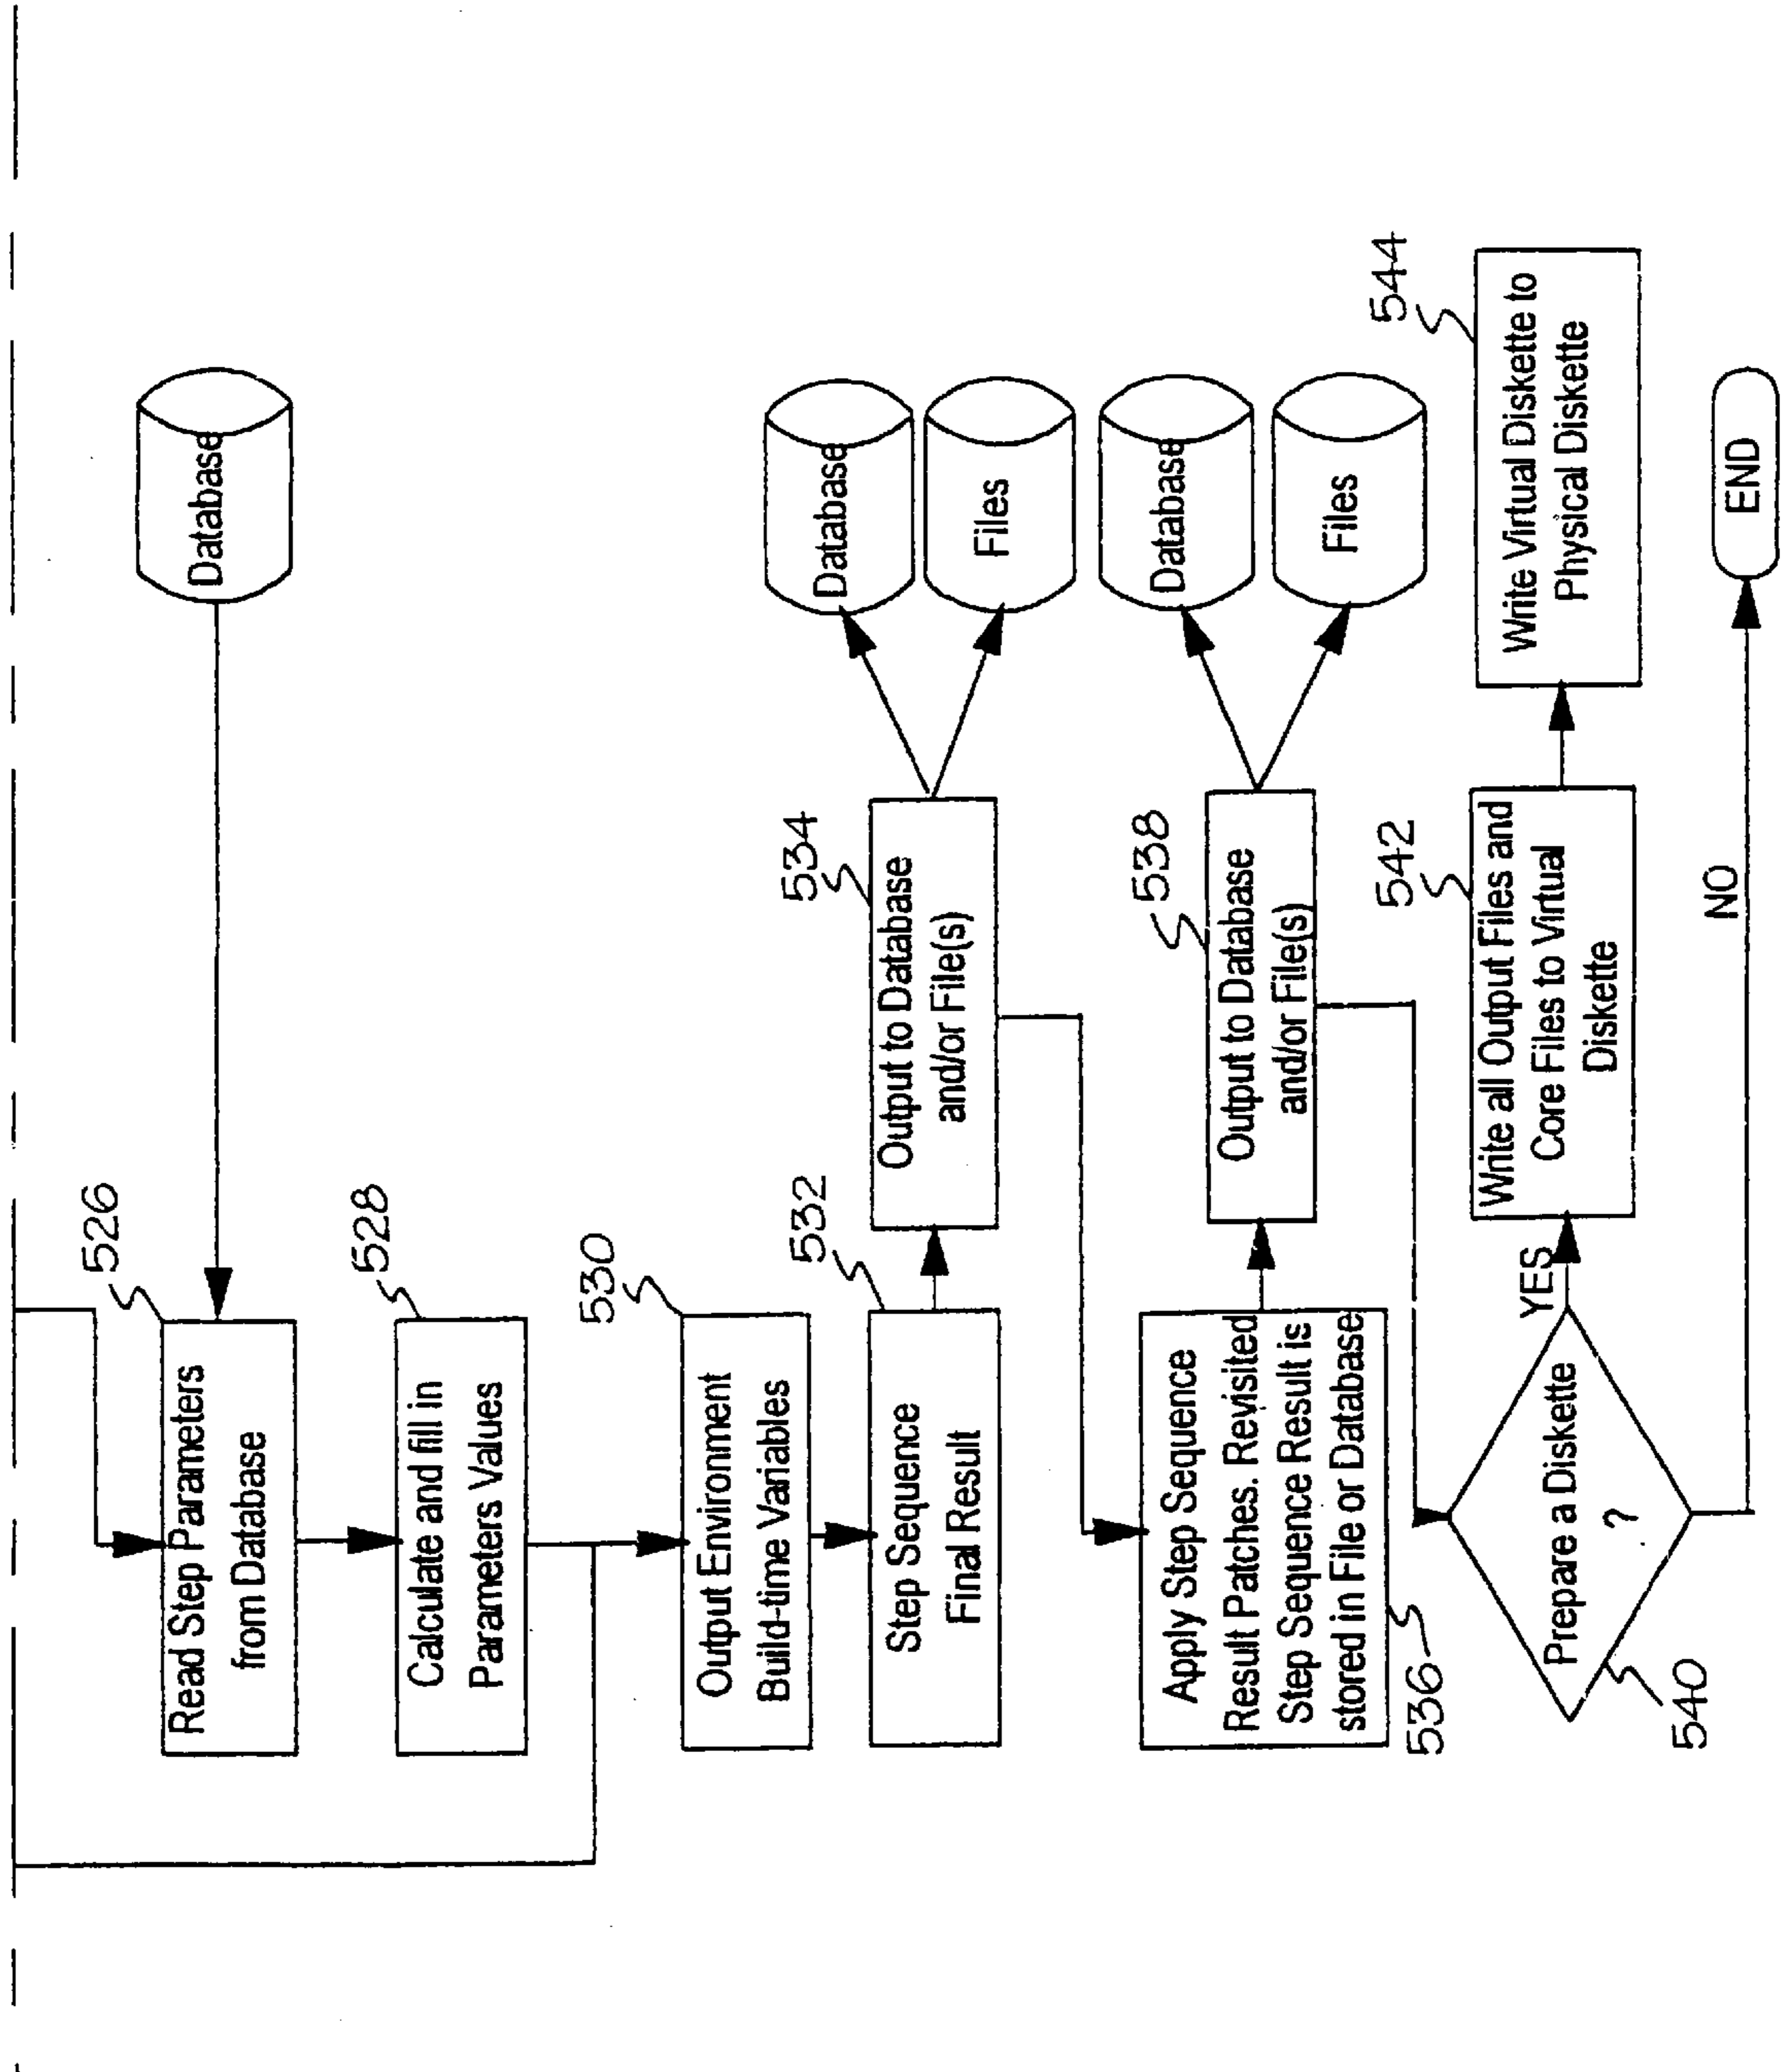 526
Read Step Parameters
from Database
Database
528
Calculate and fill in
Parameters Values
530
Output Environment
Build-time Variables
532
Step Sequence
Final Result
534
Output to Database
and/or File(s)
Database
Files
Apply Step Sequence
Result Patches. Revisited
Step Sequence Result is
stored in File or Database
536
538
Output to Database
and/or File(s)
Database
Files
Prepare a Diskette
?
540
YES
542
Write all Output Files and
Core Files to Virtual
Diskette
544
Write Virtual Diskette to
Physical Diskette
NO
END